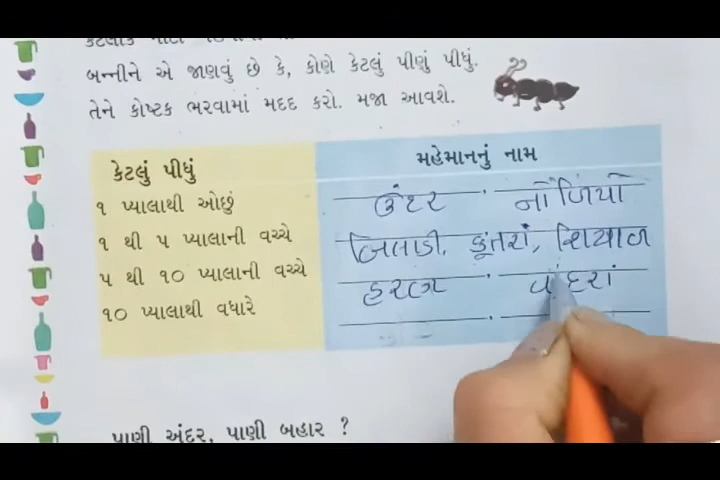 બન્નીને એ જાણવું છે કે, કોણે કેટલું પીણું પીધું.
તેને કોષ્ટક ભરવામાં મદદ કરો. મજા આવશે.
કેટલું પીધું મહેમાનનું નામ
૧ પ્યાલાથી ઓછું ઉંદર નોળિયો
૧ થી ૫ પ્યાલાની વચ્ચે બિલાડી, કૂતરાં, શિયાળ
૫ થી ૧૦ પ્યાલાની વચ્ચે હરણ
૧૦ પ્યાલાથી વધારે
પાણી અંદર, પાણી બહાર ?